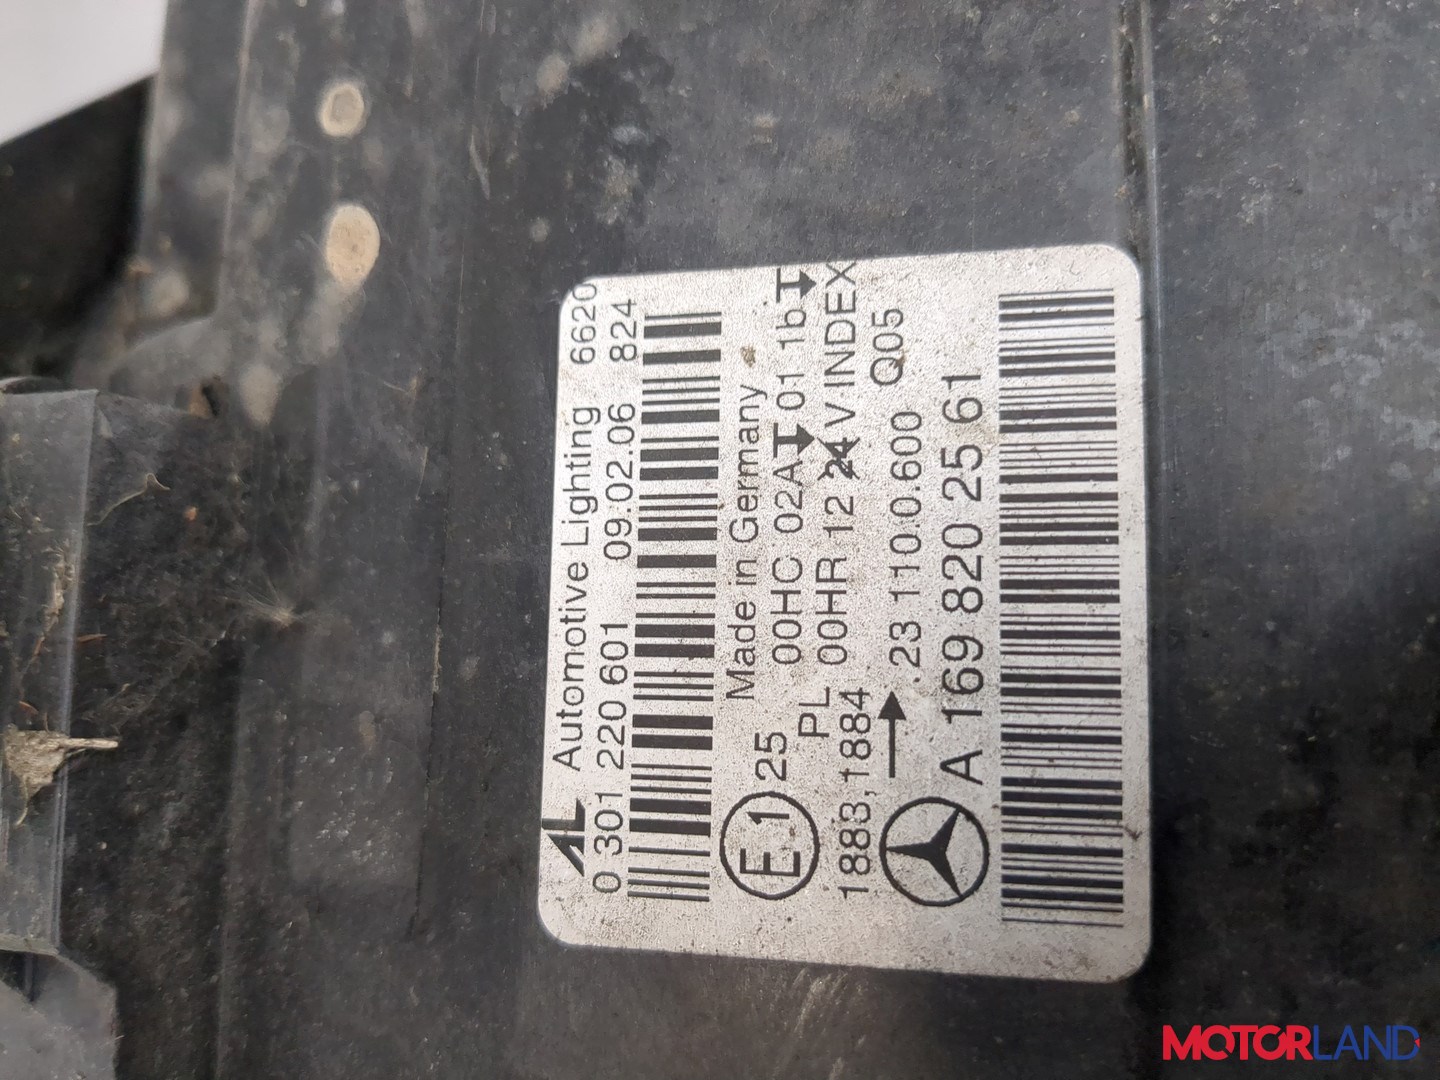 AL Automotive Lighting 6620
0 301 220 601 09.02.06 824
Made in Germany
E1 25 00HC 02A 01 1b
PL 00HR 12 24 V INDEX
1883,1884 .23 110.0.600 Q05
A 169 820 25 61
MOTORLAND